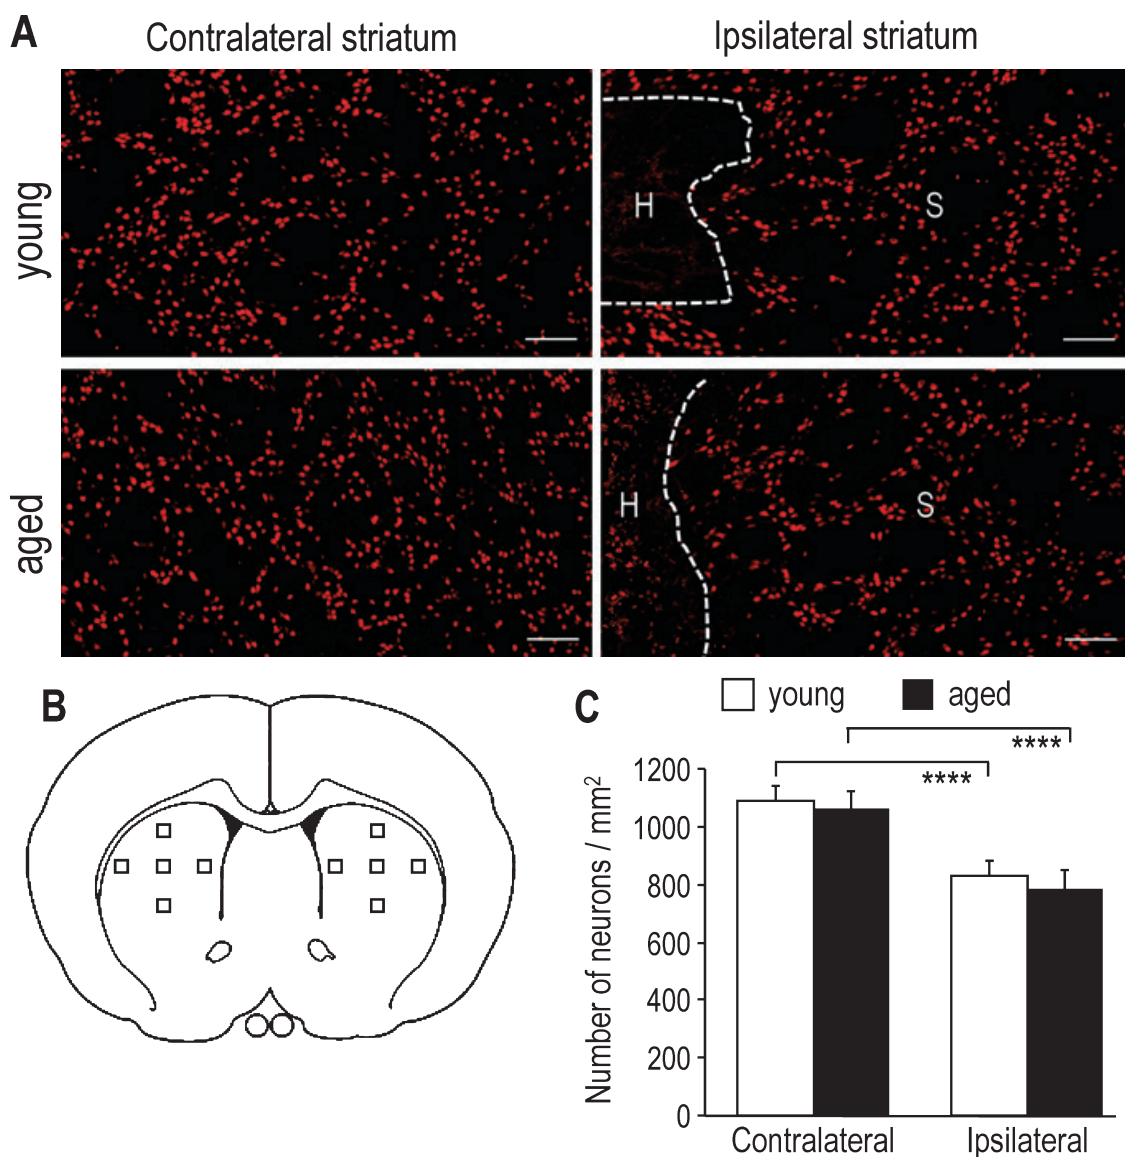 A
Contralateral striatum
Ipsilateral striatum
young
H
S
aged
H
S
B
C
young
aged
****
****
Number of neurons / mm²
1200
1000
800
600
400
200
0
Contralateral
Ipsilateral